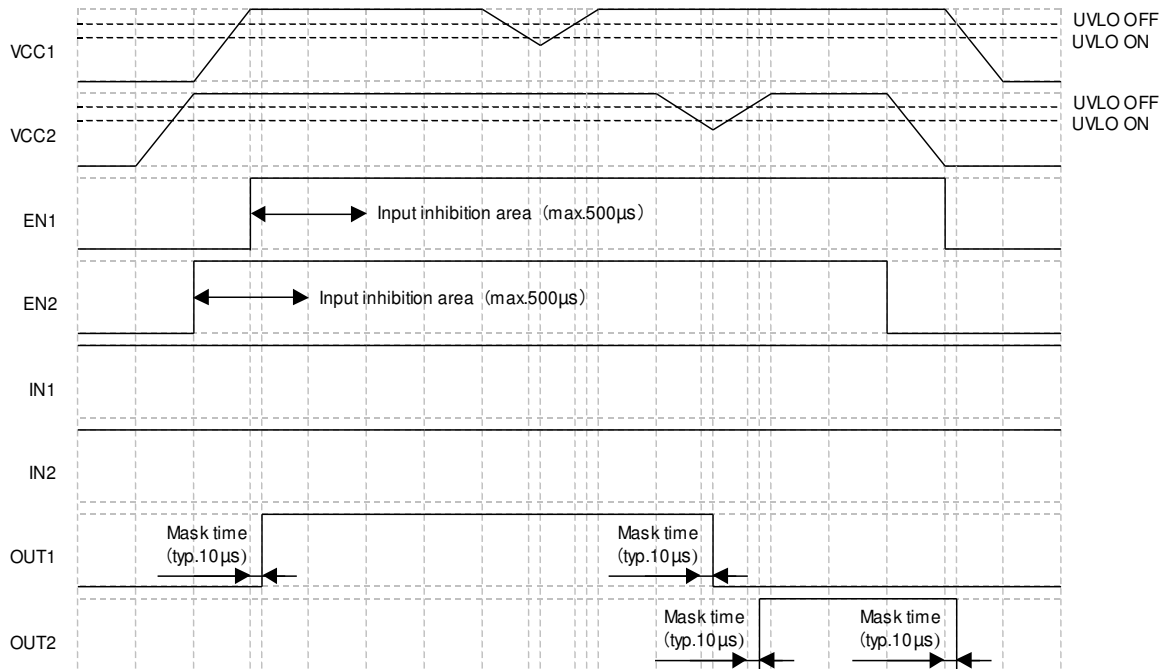 UVLO OFF
VCC1
UVLO ON
UVLO OFF
VCC2
UVLO ON
EN1
Input inhibition area (max.500μs)
EN2
Input inhibition area (max.500μs)
IN1
IN2
Mask time
(typ.10μs)
Mask time
(typ.10μs)
OUT1
Mask time
(typ.10μs)
Mask time
(typ.10μs)
OUT2